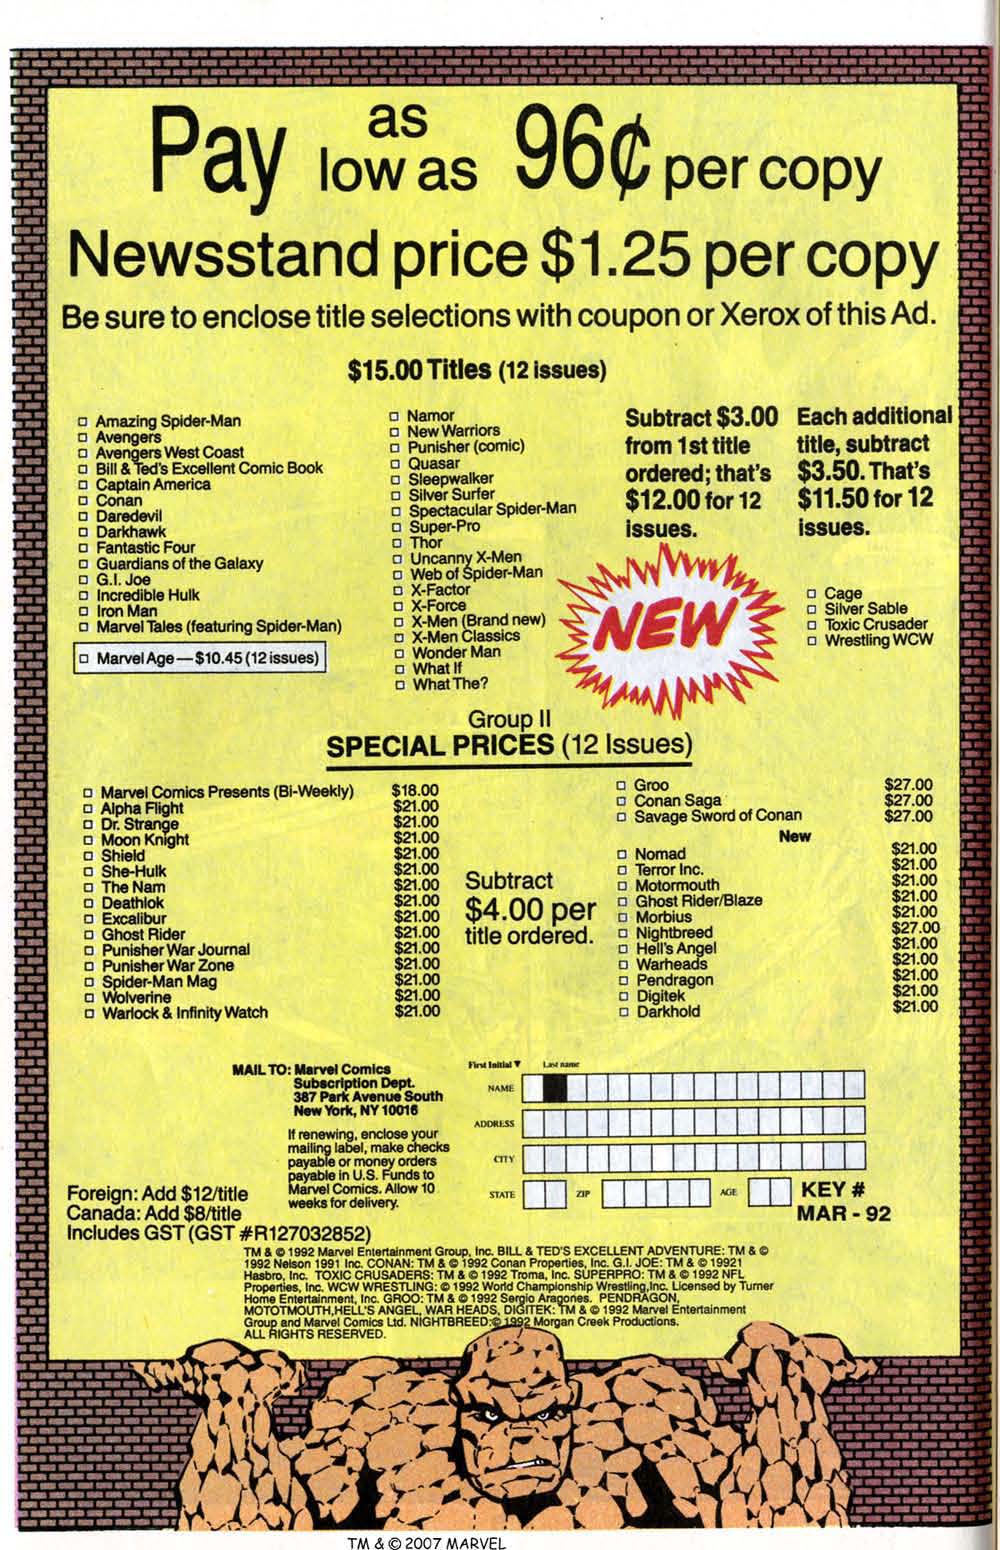 Pay as low as 96¢ per copy
Newsstand price $1.25 per copy
Be sure to enclose title selections with coupon or Xerox of this Ad.
$15.00 Titles (12 issues)
Amazing Spider-Man
Avengers
Avengers West Coast
Bill & Ted's Excellent Comic Book
Captain America
Conan
Daredevil
Darkhawk
Fantastic Four
Guardians of the Galaxy
G.I. Joe
Incredible Hulk
Iron Man
Marvel Tales (featuring Spider-Man)
Marvel Age—$10.45 (12 issues)
Namor
New Warriors
Punisher (comic)
Quasar
Sleepwalker
Silver Surfer
Spectacular Spider-Man
Super-Pro
Thor
Uncanny X-Men
Web of Spider-Man
X-Factor
X-Force
X-Men (Brand new)
X-Men Classics
Wonder Man
What If
What The?
Subtract $3.00
from 1st title
ordered; that's
$12.00 for 12
issues.
Each additional
title, subtract
$3.50. That's
$11.50 for 12
issues.
NEW
Cage
Silver Sable
Toxic Crusader
Wrestling WCW
Group II
SPECIAL PRICES (12 Issues)
Marvel Comics Presents (Bi-Weekly) $18.00
Alpha Flight $21.00
Dr. Strange $21.00
Moon Knight $21.00
Shield $21.00
She-Hulk $21.00
The Nam $21.00
Deathlok $21.00
Excalibur $21.00
Ghost Rider $21.00
Punisher War Journal $21.00
Punisher War Zone $21.00
Spider-Man Mag $21.00
Wolverine $21.00
Warlock & Infinity Watch $21.00
Subtract
$4.00 per
title ordered.
Groo $27.00
Conan Saga $27.00
Savage Sword of Conan $27.00
New
Nomad $21.00
Terror Inc. $21.00
Motormouth $21.00
Ghost Rider/Blaze $21.00
Morbius $21.00
Nightbreed $27.00
Hell's Angel $21.00
Warheads $21.00
Pendragon $21.00
Digitek $21.00
Darkhold $21.00
MAIL TO: Marvel Comics
Subscription Dept.
387 Park Avenue South
New York, NY 10016
If renewing, enclose your
mailing label, make checks
payable or money orders
payable in U.S. Funds to
Marvel Comics. Allow 10
weeks for delivery.
Foreign: Add $12/title
Canada: Add $8/title
Includes GST (GST #R127032852)
First Initial ▼ Last name
NAME
ADDRESS
CITY
STATE ZIP AGE
KEY #
MAR - 92
TM & © 1992 Marvel Entertainment Group, Inc. BILL & TED'S EXCELLENT ADVENTURE: TM & ©
1992 Nelson 1991 Inc. CONAN: TM & © 1992 Conan Properties, Inc. G.I. JOE: TM & © 19921
Hasbro, Inc. TOXIC CRUSADERS: TM & © 1992 Troma, Inc. SUPERPRO: TM & © 1992 NFL
Properties, Inc. WCW WRESTLING: © 1992 World Championship Wrestling,Inc. Licensed by Turner
Home Entertainment, Inc. GROO: TM & © 1992 Sergio Aragones. PENDRAGON,
MOTOTMOUTH,HELL'S ANGEL, WAR HEADS, DIGITEK: TM & © 1992 Marvel Entertainment
Group and Marvel Comics Ltd. NIGHTBREED:© 1992 Morgan Creek Productions.
ALL RIGHTS RESERVED.
TM & © 2007 MARVEL